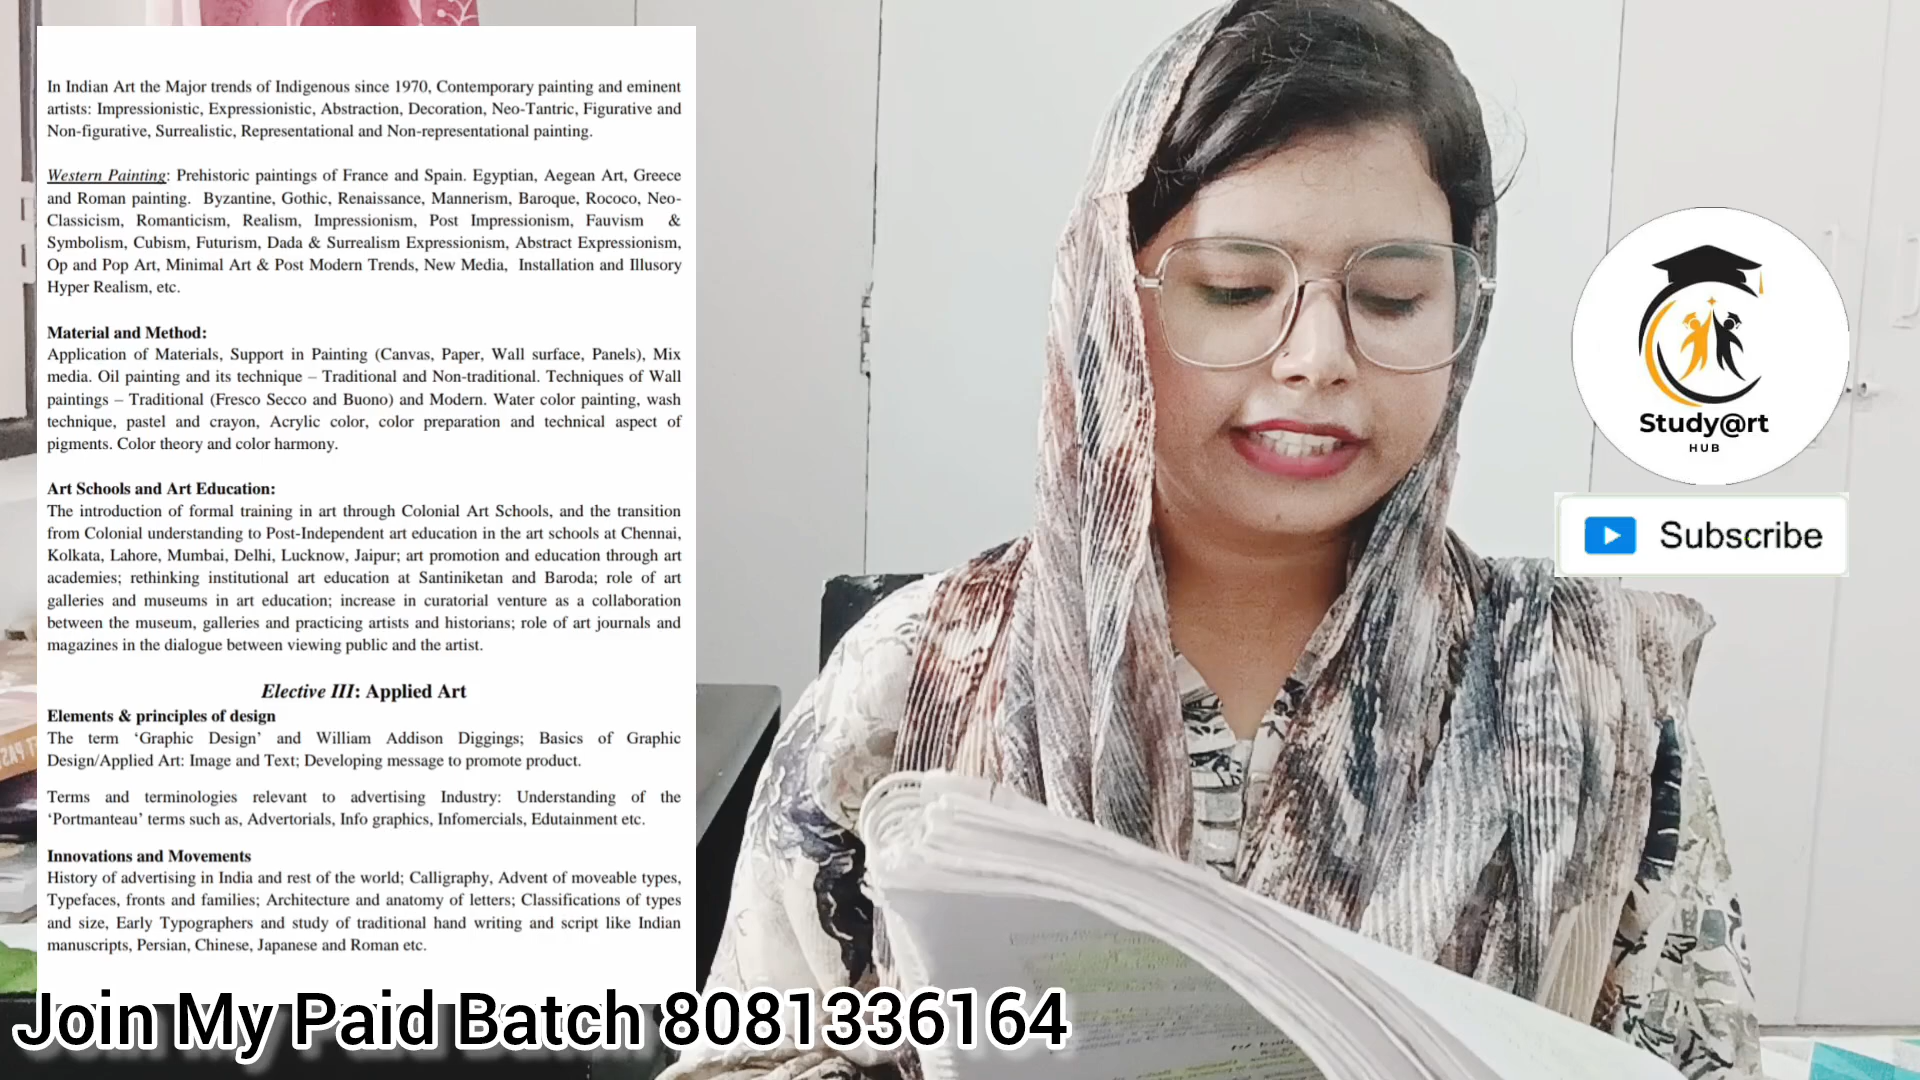 In Indian Art the Major trends of Indigenous since 1970, Contemporary painting and eminent
artists: Impressionistic, Expressionistic, Abstraction, Decoration, Neo-Tantric, Figurative and
Non-figurative, Surrealistic, Representational and Non-representational painting.
Western Painting: Prehistoric paintings of France and Spain. Egyptian, Aegean Art, Greece
and Roman painting. Byzantine, Gothic, Renaissance, Mannerism, Baroque, Rococo, Neo-
Classicism, Romanticism, Realism, Impressionism, Post Impressionism, Fauvism &
Symbolism, Cubism, Futurism, Dada & Surrealism Expressionism, Abstract Expressionism,
Op and Pop Art, Minimal Art & Post Modern Trends, New Media, Installation and Illusory
Hyper Realism, etc.
Material and Method:
Application of Materials, Support in Painting (Canvas, Paper, Wall surface, Panels), Mix
media. Oil painting and its technique – Traditional and Non-traditional. Techniques of Wall
paintings – Traditional (Fresco Secco and Buono) and Modern. Water color painting, wash
technique, pastel and crayon, Acrylic color, color preparation and technical aspect of
pigments. Color theory and color harmony.
Art Schools and Art Education:
The introduction of formal training in art through Colonial Art Schools, and the transition
from Colonial understanding to Post-Independent art education in the art schools at Chennai,
Kolkata, Lahore, Mumbai, Delhi, Lucknow, Jaipur; art promotion and education through art
academies; rethinking institutional art education at Santiniketan and Baroda; role of art
galleries and museums in art education; increase in curatorial venture as a collaboration
between the museum, galleries and practicing artists and historians; role of art journals and
magazines in the dialogue between viewing public and the artist.
Elective III: Applied Art
Elements & principles of design
The term ‘Graphic Design’ and William Addison Diggings; Basics of Graphic
Design/Applied Art: Image and Text; Developing message to promote product.
Terms and terminologies relevant to advertising Industry: Understanding of the
‘Portmanteau’ terms such as, Advertorials, Info graphics, Infomercials, Edutainment etc.
Innovations and Movements
History of advertising in India and rest of the world; Calligraphy, Advent of moveable types,
Typefaces, fronts and families; Architecture and anatomy of letters; Classifications of types
and size, Early Typographers and study of traditional hand writing and script like Indian
manuscripts, Persian, Chinese, Japanese and Roman etc.
Study@rt
HUB
Subscribe
Join My Paid Batch 8081336164